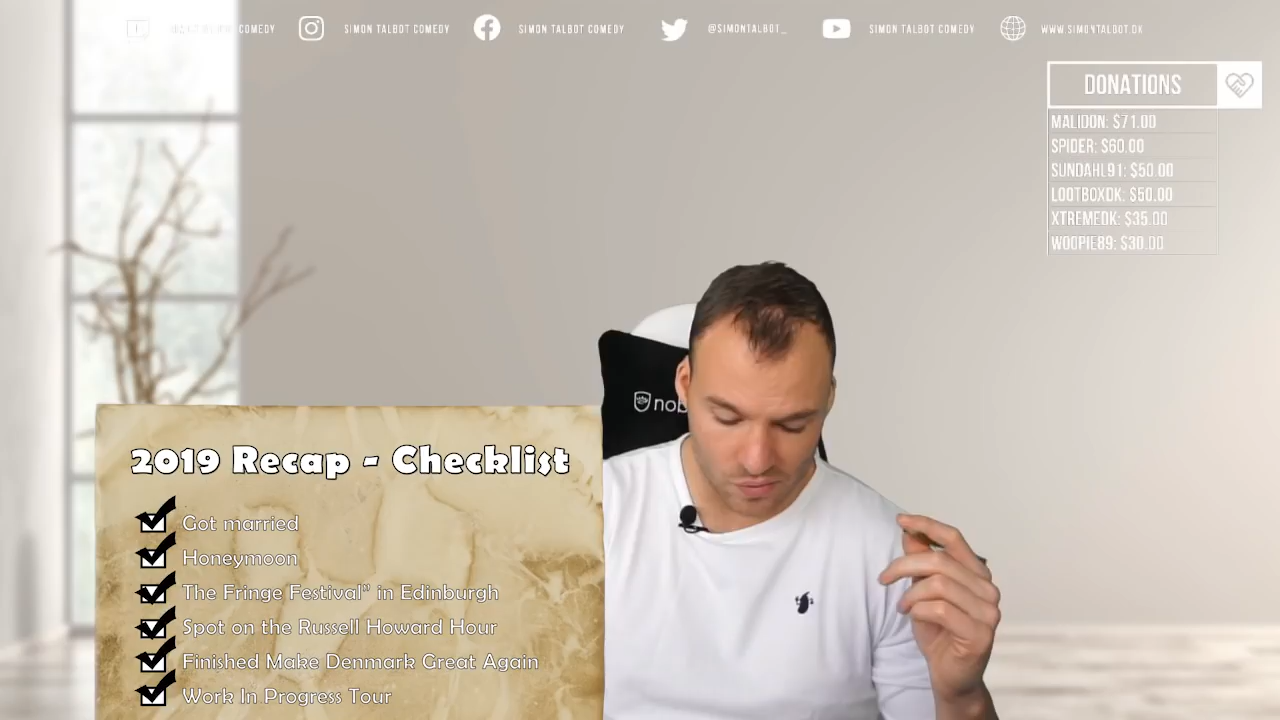 COMEDY
SIMON TALBOT COMEDY
SIMON TALBOT COMEDY
@SIMONTALBOT_
SIMON TALBOT COMEDY
WWW.SIMONTALBOT.DK
DONATIONS
MALIDON: $71.00
SPIDER: $60.00
SUNDAHL91: $50.00
LOOTBOXDK: $50.00
XTREMEDK: $35.00
WOOPIE89: $30.00
nob
2019 Recap - Checklist
Got married
Honeymoon
The Fringe Festival" in Edinburgh
Spot on the Russell Howard Hour
Finished Make Denmark Great Again
Work In Progress Tour